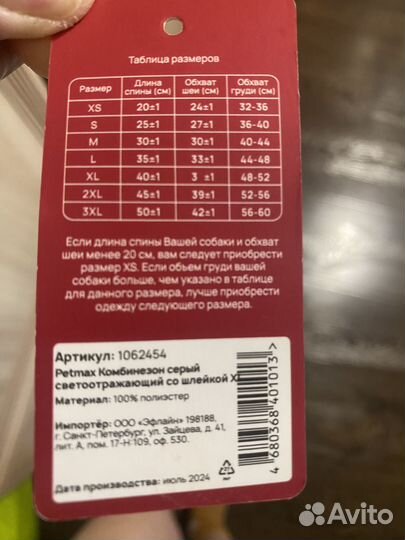 Таблица размеров
Размер Длина спины (см) Обхват шеи (см) Обхват груди (см)
XS 20±1 24±1 32-36
S 25±1 27±1 36-40
M 30±1 30±1 40-44
L 35±1 33±1 44-48
XL 40±1 3 ±1 48-52
2XL 45±1 39±1 52-56
3XL 50±1 42±1 56-60
Если длина спины Вашей собаки и обхват
шеи менее 20 см, вам следует приобрести
размер XS. Если объем груди вашей
собаки больше, чем указано в таблице
для данного размера, лучше приобрести
одежду следующего размера.
Артикул: 1062454
Petmax Комбинезон серый
светоотражающий со шлейкой
Материал: 100% полиэстер
Импортёр: ООО «Эфлайн» 198188,
г. Санкт-Петербург, ул. Зайцева, д. 41,
лит. А, пом. 17-Н-109, оф. 530.
Дата производства: июль 2024
4 680368 401013 >
Avito